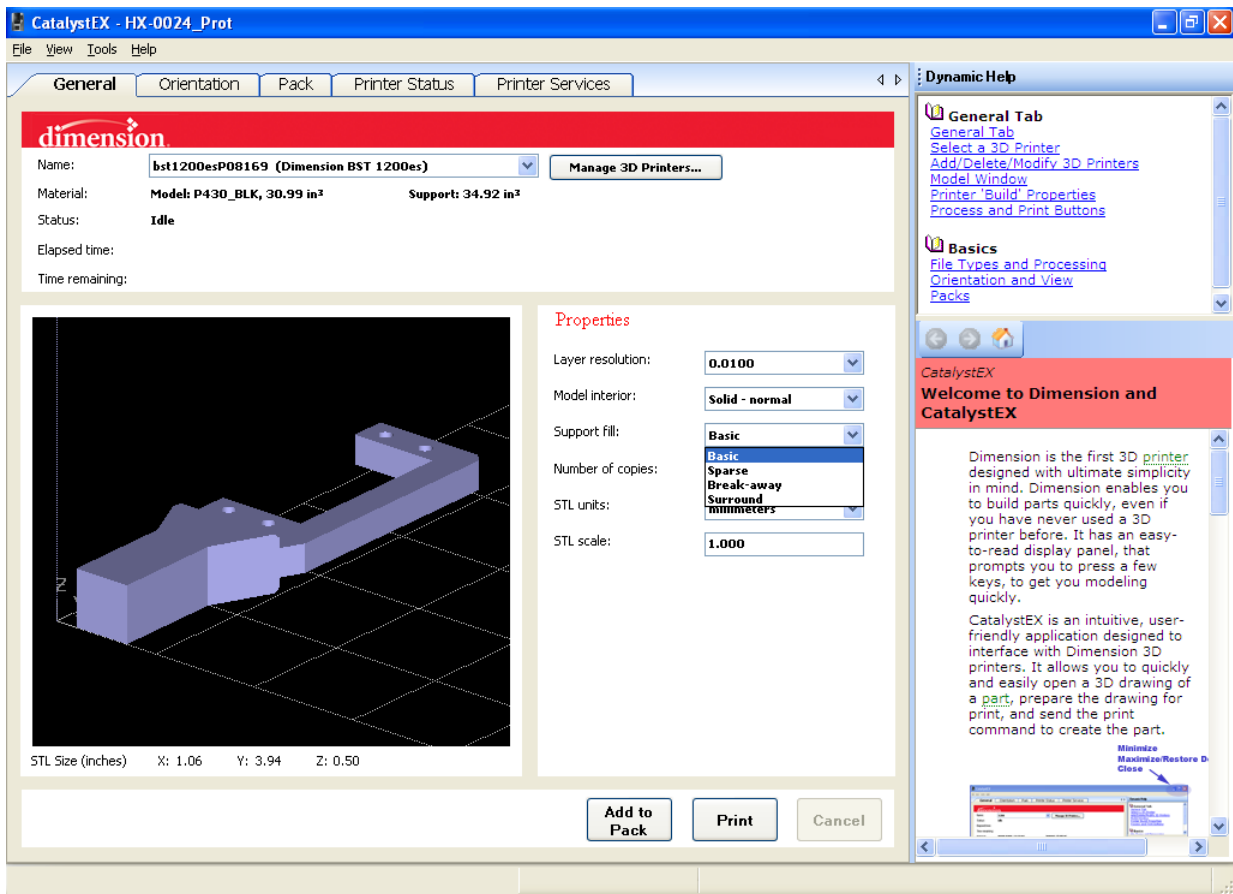 CatalystEX - HX-0024_Prot
File View Tools Help
General Orientation Pack Printer Status Printer Services
dimension
Name: bst1200esP08169 (Dimension BST 1200es) Manage 3D Printers...
Material: Model: P430_BLK, 30.99 in³ Support: 34.92 in³
Status: Idle
Elapsed time:
Time remaining:
Properties
Layer resolution: 0.0100
Model interior: Solid - normal
Support fill: Basic
Basic
Sparse
Break-away
Surround
Number of copies:
STL units: millimeters
STL scale: 1.000
Z
STL Size (inches) X: 1.06 Y: 3.94 Z: 0.50
Add to
Pack
Print
Cancel
Dynamic Help
General Tab
General Tab
Select a 3D Printer
Add/Delete/Modify 3D Printers
Model Window
Printer 'Build' Properties
Process and Print Buttons
Basics
File Types and Processing
Orientation and View
Packs
CatalystEX
Welcome to Dimension and
CatalystEX
Dimension is the first 3D printer
designed with ultimate simplicity
in mind. Dimension enables you
to build parts quickly, even if
you have never used a 3D
printer before. It has an easy-
to-read display panel, that
prompts you to press a few
keys, to get you modeling
quickly.
CatalystEX is an intuitive, user-
friendly application designed to
interface with Dimension 3D
printers. It allows you to quickly
and easily open a 3D drawing of
a part, prepare the drawing for
print, and send the print
command to create the part.
Minimize
Maximize/Restore D
Close